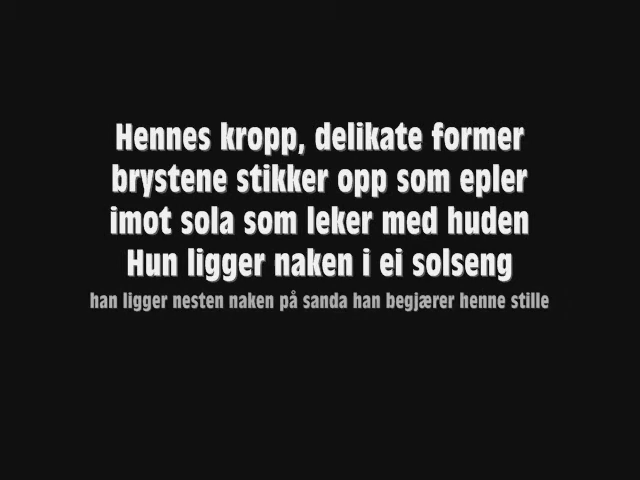 Hennes kropp, delikate former
brystene stikker opp som epler
imot sola som leker med huden
Hun ligger naken i ei solseng
han ligger nesten naken på sanda han begjærer henne stille